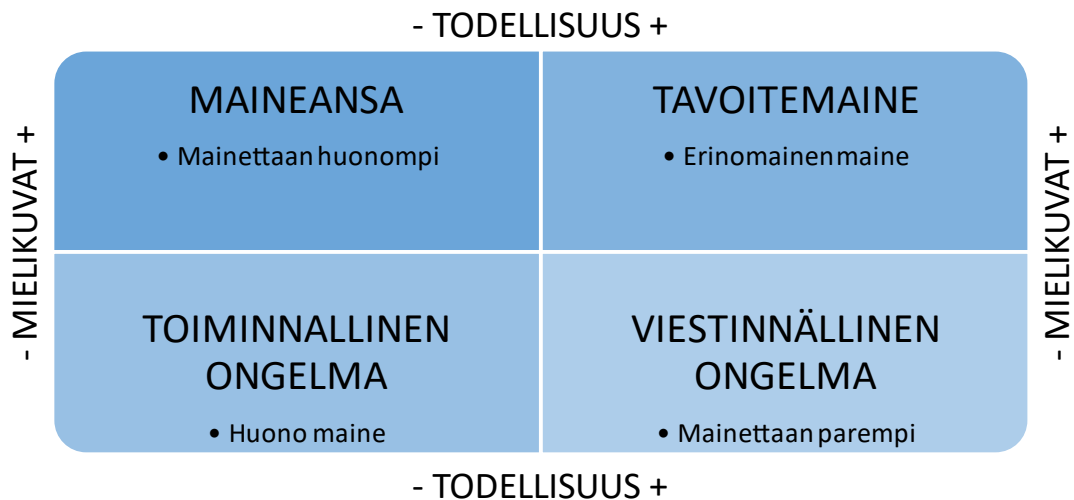 - TODELLISUUS +
- MIELIKUVAT +
MAINEANSA
• Mainettaan huonompi
TAVOITEMAINE
• Erinomainen maine
- MIELIKUVAT +
TOIMINNALLINEN
ONGELMA
• Huono maine
VIESTINNÄLLINEN
ONGELMA
• Mainettaan parempi
- TODELLISUUS +